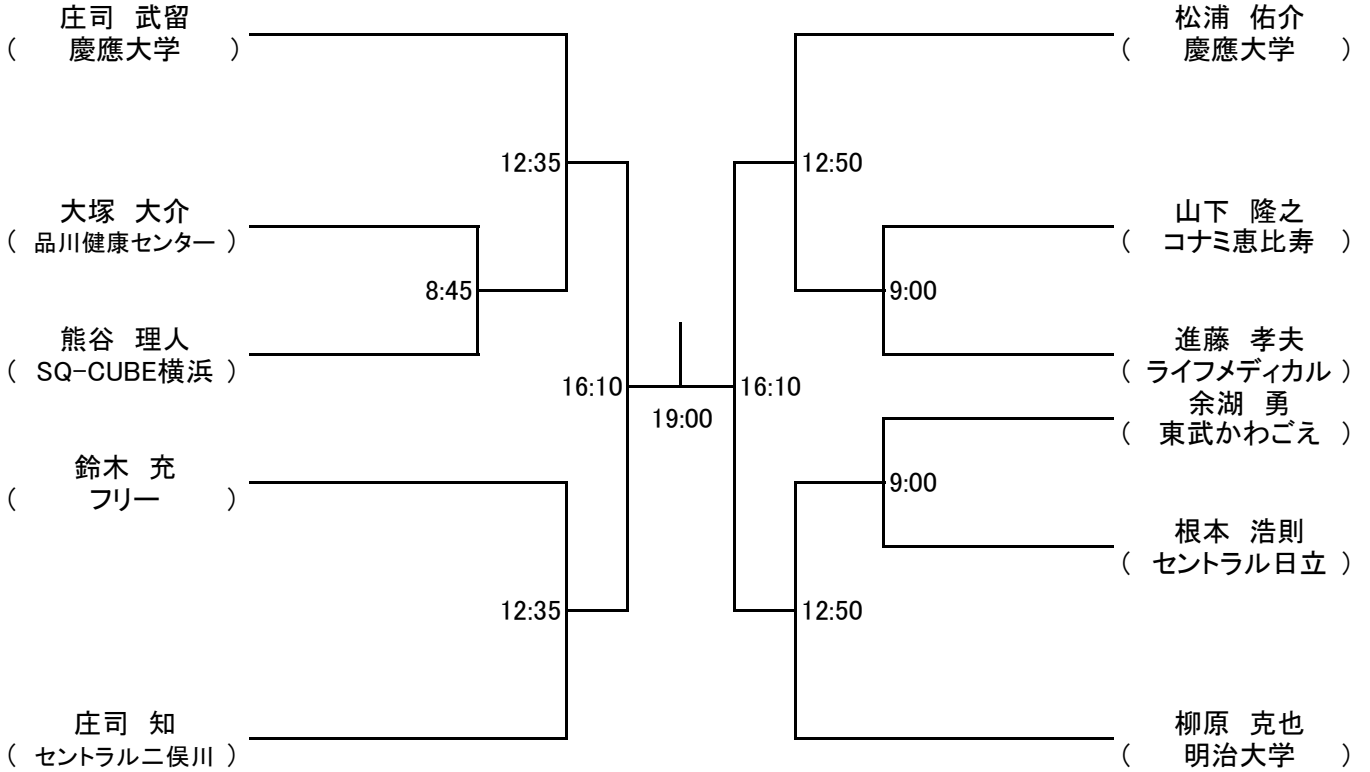 庄司　武留
（　慶應大学　）
12:35
大塚　大介
（　品川健康センター　）
8:45
熊谷　理人
（　SQ-CUBE横浜　）
16:10
鈴木　充
（　フリー　）
12:35
庄司　知
（　セントラル二俣川　）
19:00
松浦　佑介
（　慶應大学　）
12:50
山下　隆之
（　コナミ恵比寿　）
9:00
進藤　孝夫
（　ライフメディカル　）
16:10
余湖　勇
（　東武かわごえ　）
9:00
根本　浩則
（　セントラル日立　）
12:50
柳原　克也
（　明治大学　）